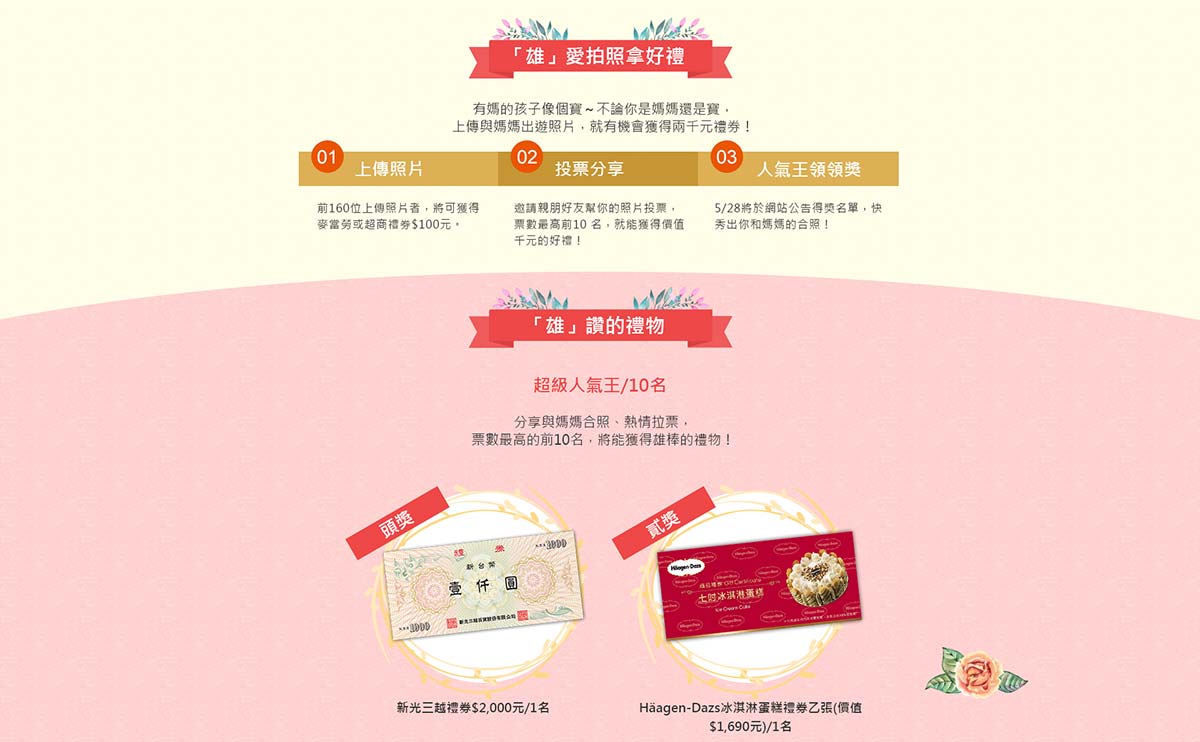 「雄」愛拍照拿好禮
有媽的孩子像個寶~不論你是媽媽還是寶，
上傳與媽媽出遊照片，就有機會獲得兩千元禮券！
01 上傳照片
02 投票分享
03 人氣王領領獎
前160位上傳照片者，將可獲得
麥當勞或超商禮券$100元。
邀請親朋好友幫你的照片投票，
票數最高前10 名，就能獲得價值
千元的好禮！
5/28將於網站公告得獎名單，快
秀出你和媽媽的合照！
「雄」讚的禮物
超級人氣王/10名
分享與媽媽合照、熱情拉票，
票數最高的前10名，將能獲得雄棒的禮物！
頭獎
禮 券
1000
新台幣
壹仟圓
1000
新光三越百貨股份有限公司
新光三越禮券$2,000元/1名
貳獎
Häagen-Dazs
Gift Certificate
冰淇淋蛋糕
Ice Cream Cake
Häagen-Dazs冰淇淋蛋糕禮券乙張(價值
$1,690元)/1名